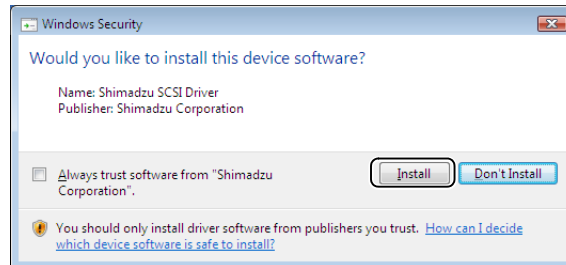 Windows Security
Would you like to install this device software?
Name: Shimadzu SCSI Driver
Publisher: Shimadzu Corporation
Always trust software from "Shimadzu
Corporation".
Install
Don't Install
You should only install driver software from publishers you trust. How can I decide
which device software is safe to install?